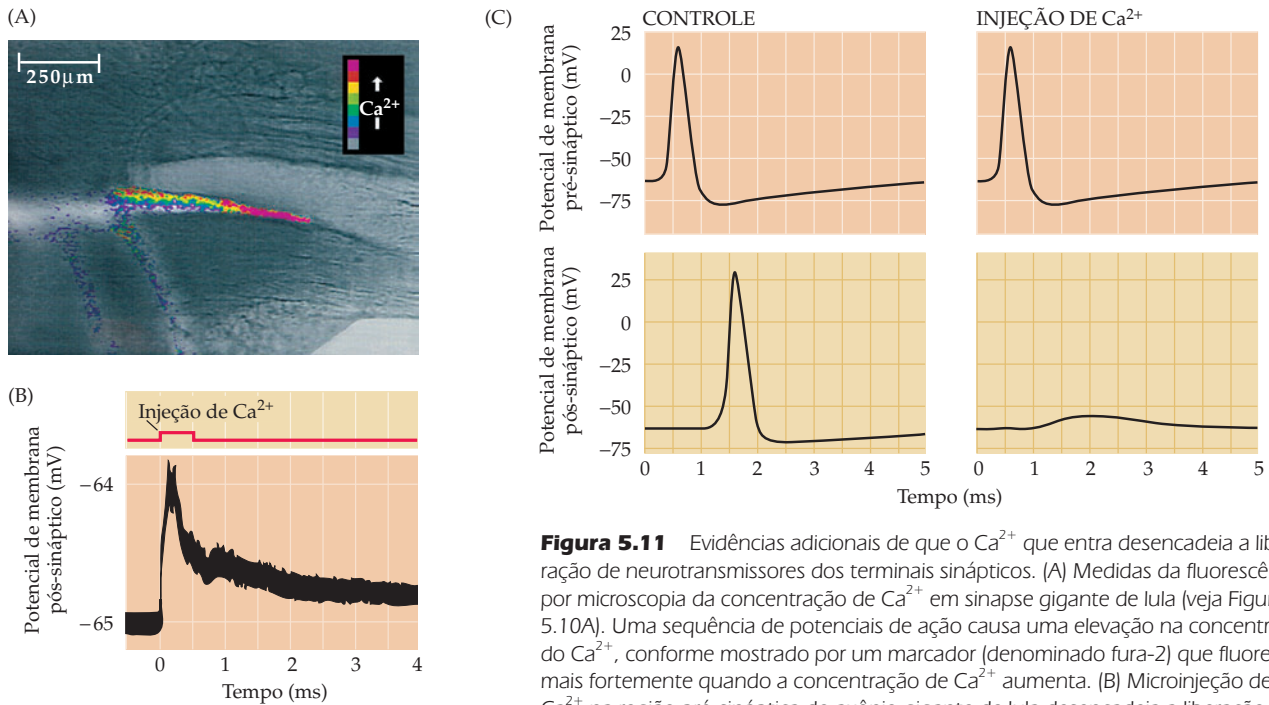 (A)
250μm
Ca²⁺
(B)
Injeção de Ca²⁺
Potencial de membrana
pós-sináptico (mV)
−64
−65
0 1 2 3 4
Tempo (ms)
(C)
CONTROLE
INJEÇÃO DE Ca²⁺
Potencial de membrana
pré-sináptico (mV)
25
0
−25
−50
−75
Potencial de membrana
pós-sináptico (mV)
25
0
−25
−50
−75
0 1 2 3 4 5
0 1 2 3 4 5
Tempo (ms)
Figura 5.11 Evidências adicionais de que o Ca²⁺ que entra desencadeia a lib
ração de neurotransmissores dos terminais sinápticos. (A) Medidas da fluorescê
por microscopia da concentração de Ca²⁺ em sinapse gigante de lula (veja Figur
5.10A). Uma sequência de potenciais de ação causa uma elevação na concentr
do Ca²⁺, conforme mostrado por um marcador (denominado fura-2) que fluore
mais fortemente quando a concentração de Ca²⁺ aumenta. (B) Microinjeção de